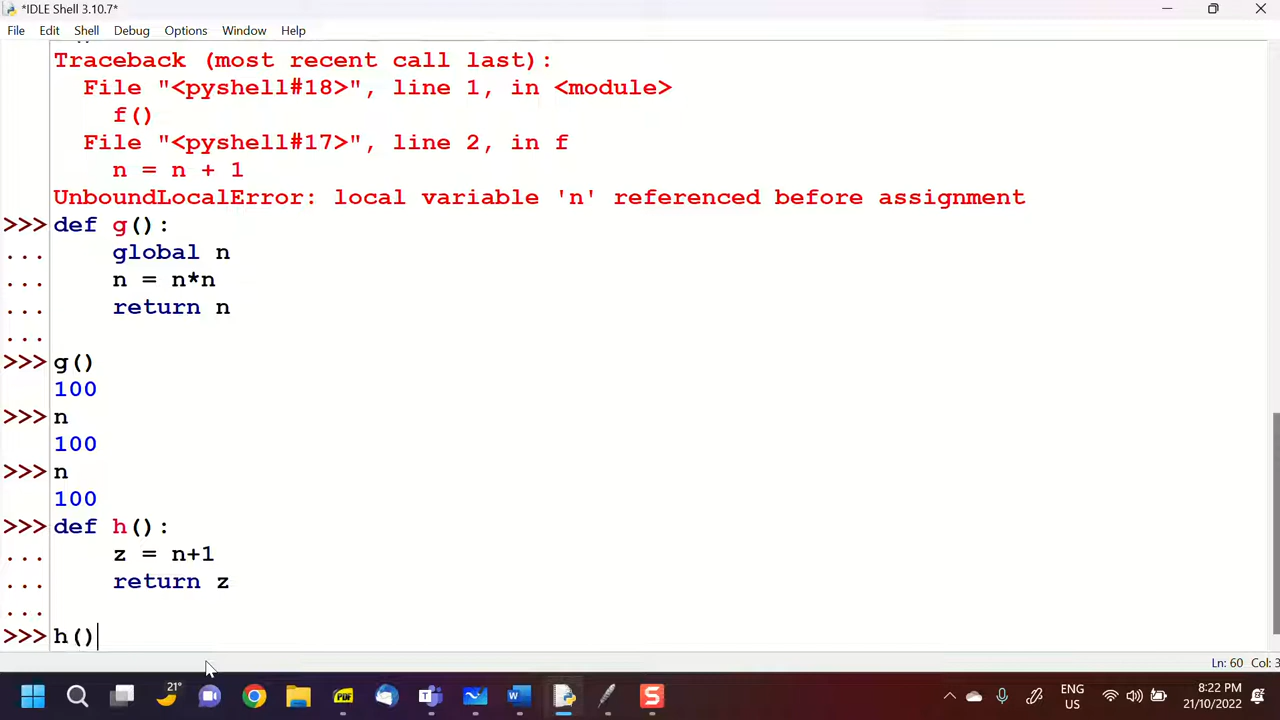 *IDLE Shell 3.10.7*
File Edit Shell Debug Options Window Help
Traceback (most recent call last):
  File "<pyshell#18>", line 1, in <module>
    f()
  File "<pyshell#17>", line 2, in f
    n = n + 1
UnboundLocalError: local variable 'n' referenced before assignment
>>> def g():
...     global n
...     n = n*n
...     return n
...
>>> g()
100
>>> n
100
>>> n
100
>>> def h():
...     z = n+1
...     return z
...
>>> h()
Ln: 60 Col: 3
21°
PDF
ENG
US
8:22 PM
21/10/2022